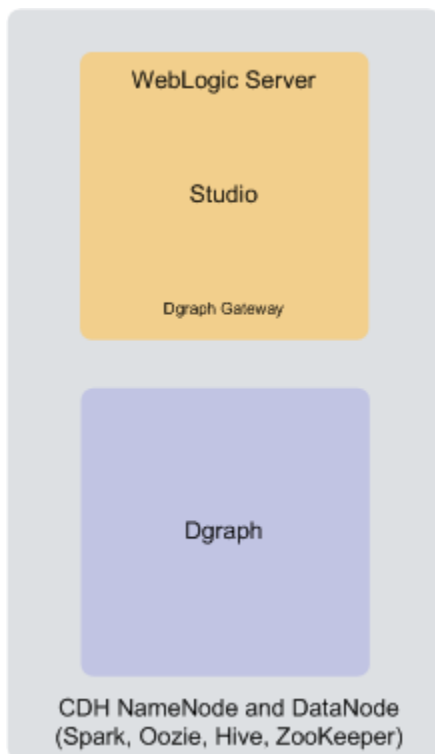 WebLogic Server
Studio
Dgraph Gateway
Dgraph
CDH NameNode and DataNode
(Spark, Oozie, Hive, ZooKeeper)